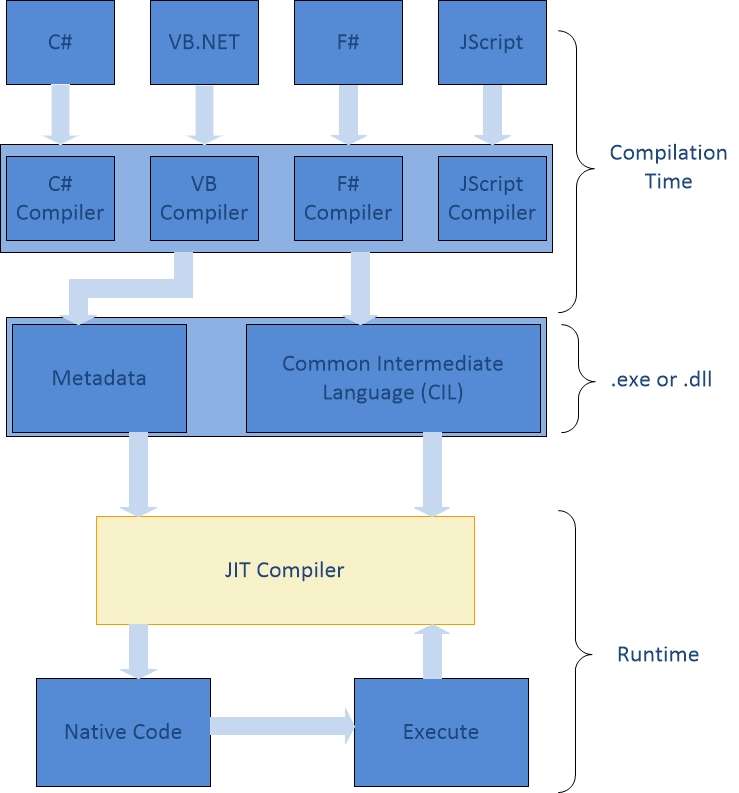 C#
VB.NET
F#
JScript
Compilation
Time
C#
Compiler
VB
Compiler
F#
Compiler
JScript
Compiler
Metadata
Common Intermediate
Language (CIL)
.exe or .dll
JIT Compiler
Runtime
Native Code
Execute